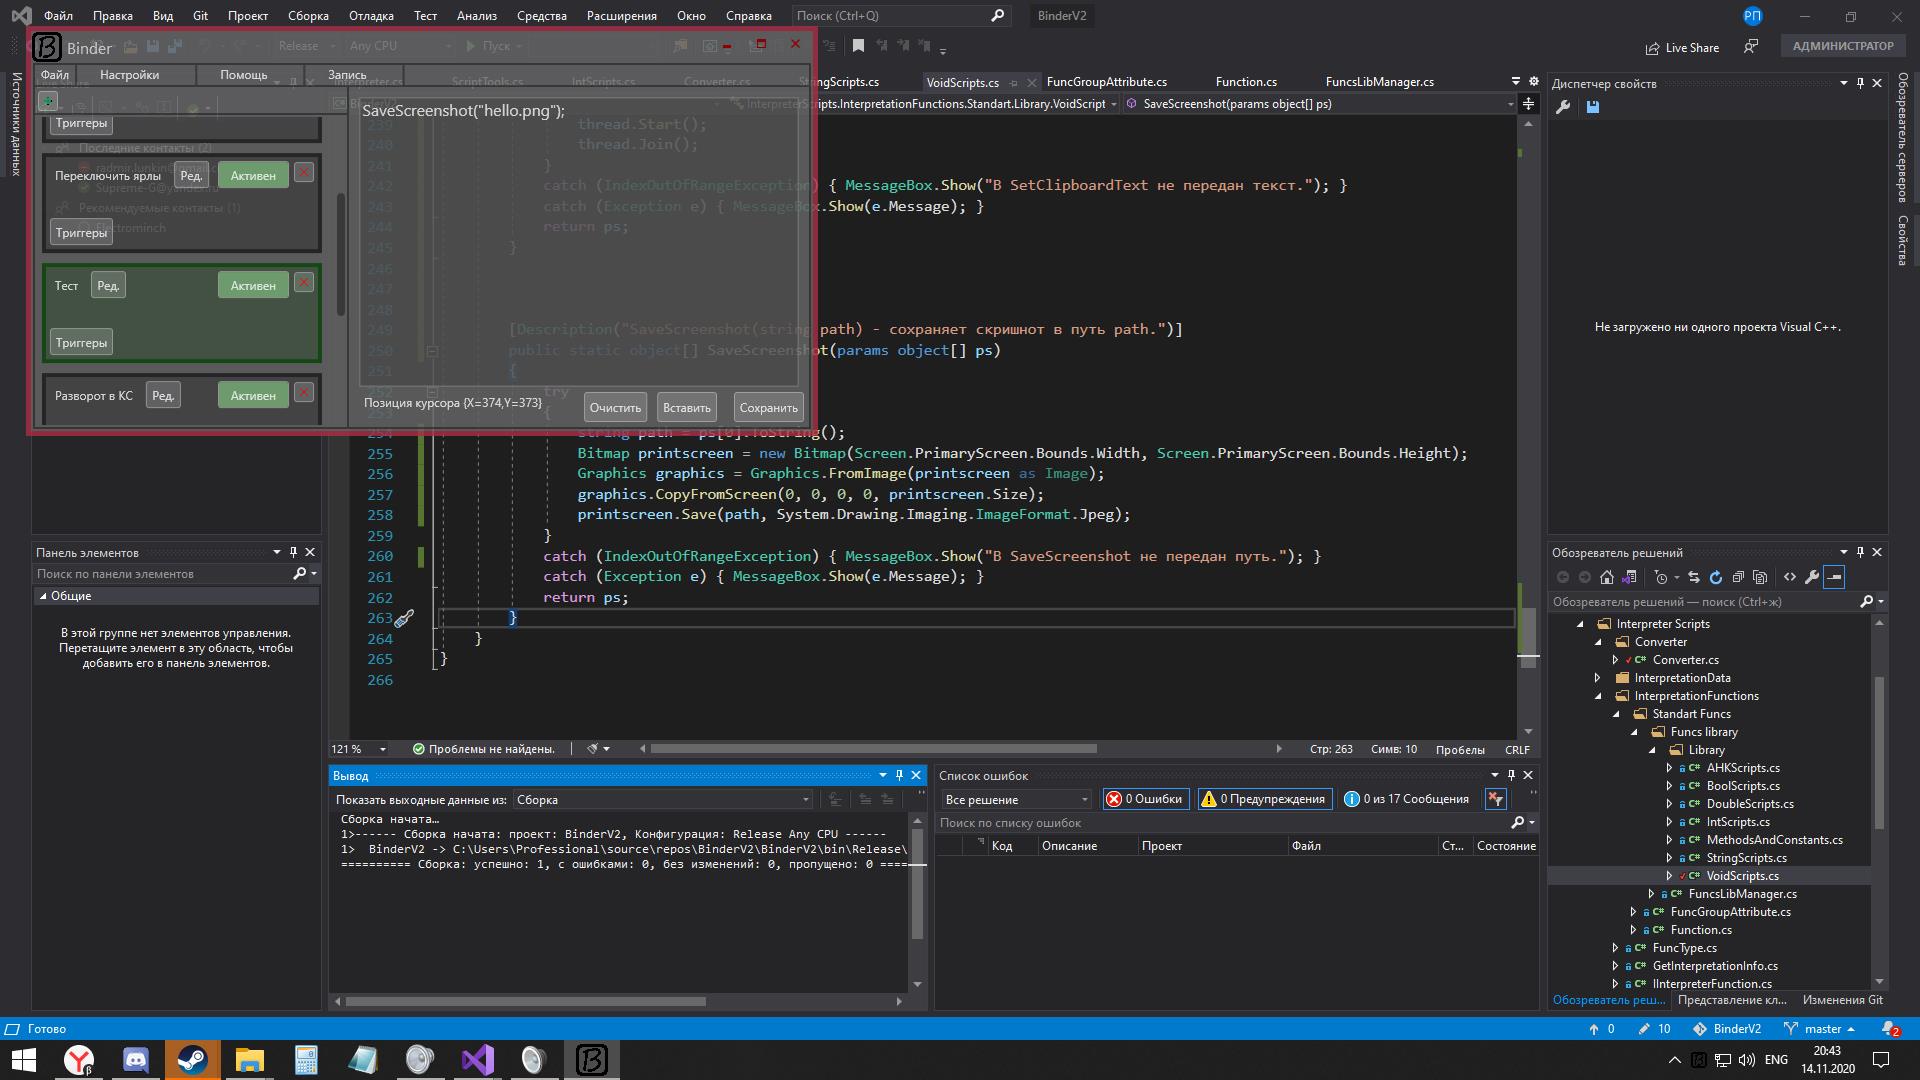 Файл Правка Вид Git Проект Сборка Отладка Тест Анализ Средства Расширения Окно Справка Поиск (Ctrl+Q) BinderV2 РП
Binder
Release Any CPU Пуск Live Share АДМИНИСТРАТОР
Файл Настройки Помощь Запись
Interpreter.cs ScriptTools.cs IntScripts.cs Converter.cs StringScripts.cs VoidScripts.cs FuncGroupAttribute.cs Function.cs FuncsLibManager.cs
InterpreterScripts.InterpretationFunctions.Standart.Library.VoidScript SaveScreenshot(params object[] ps)
Источники данных
Триггеры
Последние контакты (2)
Supreme-G@yandex.ru
Рекомендуемые контакты (1)
Electrominch
Переключить ярлы Ред. Активен
Триггеры
Тест Ред. Активен
Триггеры
Разворот в КС Ред. Активен
SaveScreenshot("hello.png");
Позиция курсора {X=374,Y=373} Очистить Вставить Сохранить
239 thread.Start();
240 thread.Join();
241 }
242 catch (IndexOutOfRangeException) { MessageBox.Show("В SetClipboardText не передан текст."); }
243 catch (Exception e) { MessageBox.Show(e.Message); }
244 return ps;
245 }
246
247
248
249 [Description("SaveScreenshot(string path) - сохраняет скришнот в путь path.")]
250 public static object[] SaveScreenshot(params object[] ps)
251 {
252 try
253 {
254 string path = ps[0].ToString();
255 Bitmap printscreen = new Bitmap(Screen.PrimaryScreen.Bounds.Width, Screen.PrimaryScreen.Bounds.Height);
256 Graphics graphics = Graphics.FromImage(printscreen as Image);
257 graphics.CopyFromScreen(0, 0, 0, 0, printscreen.Size);
258 printscreen.Save(path, System.Drawing.Imaging.ImageFormat.Jpeg);
259 }
260 catch (IndexOutOfRangeException) { MessageBox.Show("В SaveScreenshot не передан путь."); }
261 catch (Exception e) { MessageBox.Show(e.Message); }
262 return ps;
263 }
264 }
265 }
266
121 % Проблемы не найдены. Стр: 263 Симв: 10 Пробелы CRLF
Панель элементов
Поиск по панели элементов
Общие
В этой группе нет элементов управления.
Перетащите элемент в эту область, чтобы
добавить его в панель элементов.
Вывод
Показать выходные данные из: Сборка
Сборка начата…
1>------ Сборка начата: проект: BinderV2, Конфигурация: Release Any CPU ------
1> BinderV2 -> C:\Users\Professional\source\repos\BinderV2\BinderV2\bin\Release\
========== Сборка: успешно: 1, с ошибками: 0, без изменений: 0, пропущено: 0 ====
Список ошибок
Все решение 0 Ошибки 0 Предупреждения 0 из 17 Сообщения
Поиск по списку ошибок
Код Описание Проект Файл Ст... Состояние
Диспетчер свойств
Не загружено ни одного проекта Visual C++.
Обозреватель серверов
Свойства
Обозреватель решений
Обозреватель решений — поиск (Ctrl+ж)
Interpreter Scripts
Converter
C# Converter.cs
InterpretationData
InterpretationFunctions
Standart Funcs
Funcs library
Library
C# AHKScripts.cs
C# BoolScripts.cs
C# DoubleScripts.cs
C# IntScripts.cs
C# MethodsAndConstants.cs
C# StringScripts.cs
C# VoidScripts.cs
C# FuncsLibManager.cs
C# FuncGroupAttribute.cs
C# Function.cs
C# FuncType.cs
C# GetInterpretationInfo.cs
C# IInterpreterFunction.cs
Обозреватель реш... Представление кл... Изменения Git
Готово 0 10 BinderV2 master 2
ENG 20:43
14.11.2020